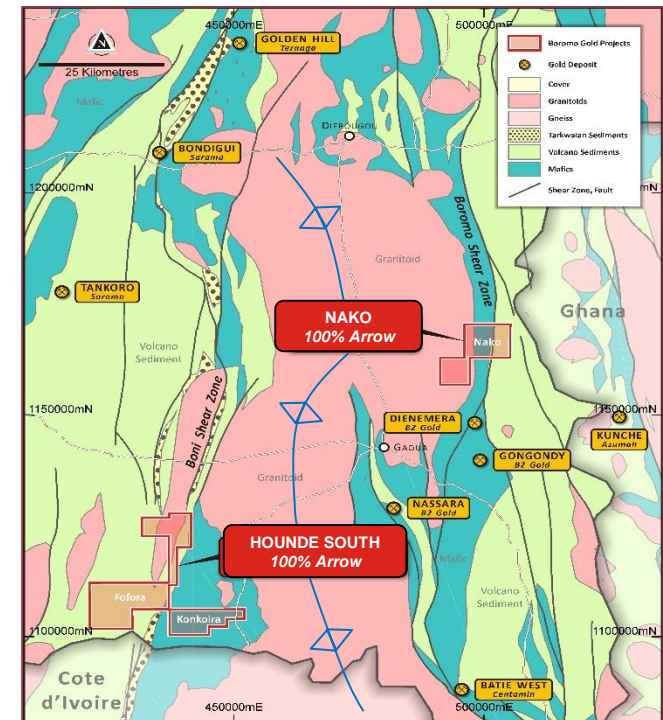 450000mE
500000mE
N
25 Kilometres
GOLDEN HILL
Teranga
Boromo Gold Projects
Gold Deposit
Cover
Granitoids
Gneiss
Tarkwaian Sediments
Volcano Sediments
Mafics
Shear Zone, Fault
Mafic
DIEBOUGOU
BONDIGUI
Sarama
1200000mN
1200000mN
Boromo Shear Zone
Granitoid
TANKORO
Sarama
Ghana
NAKO
100% Arrow
Nako
Volcano
Sediment
1150000mN
1150000mN
DIENEMERA
B2 Gold
KUNCHE
Azumah
Boni Shear Zone
GAOUA
GONGONDY
B2 Gold
Granitoid
NASSARA
B2 Gold
HOUNDE SOUTH
100% Arrow
Mafic
Volcano
Sediment
Fofora
Konkoira
1100000mN
1100000mN
Cote
d'Ivoire
BATIE WEST
Centamin
450000mN
500000mE